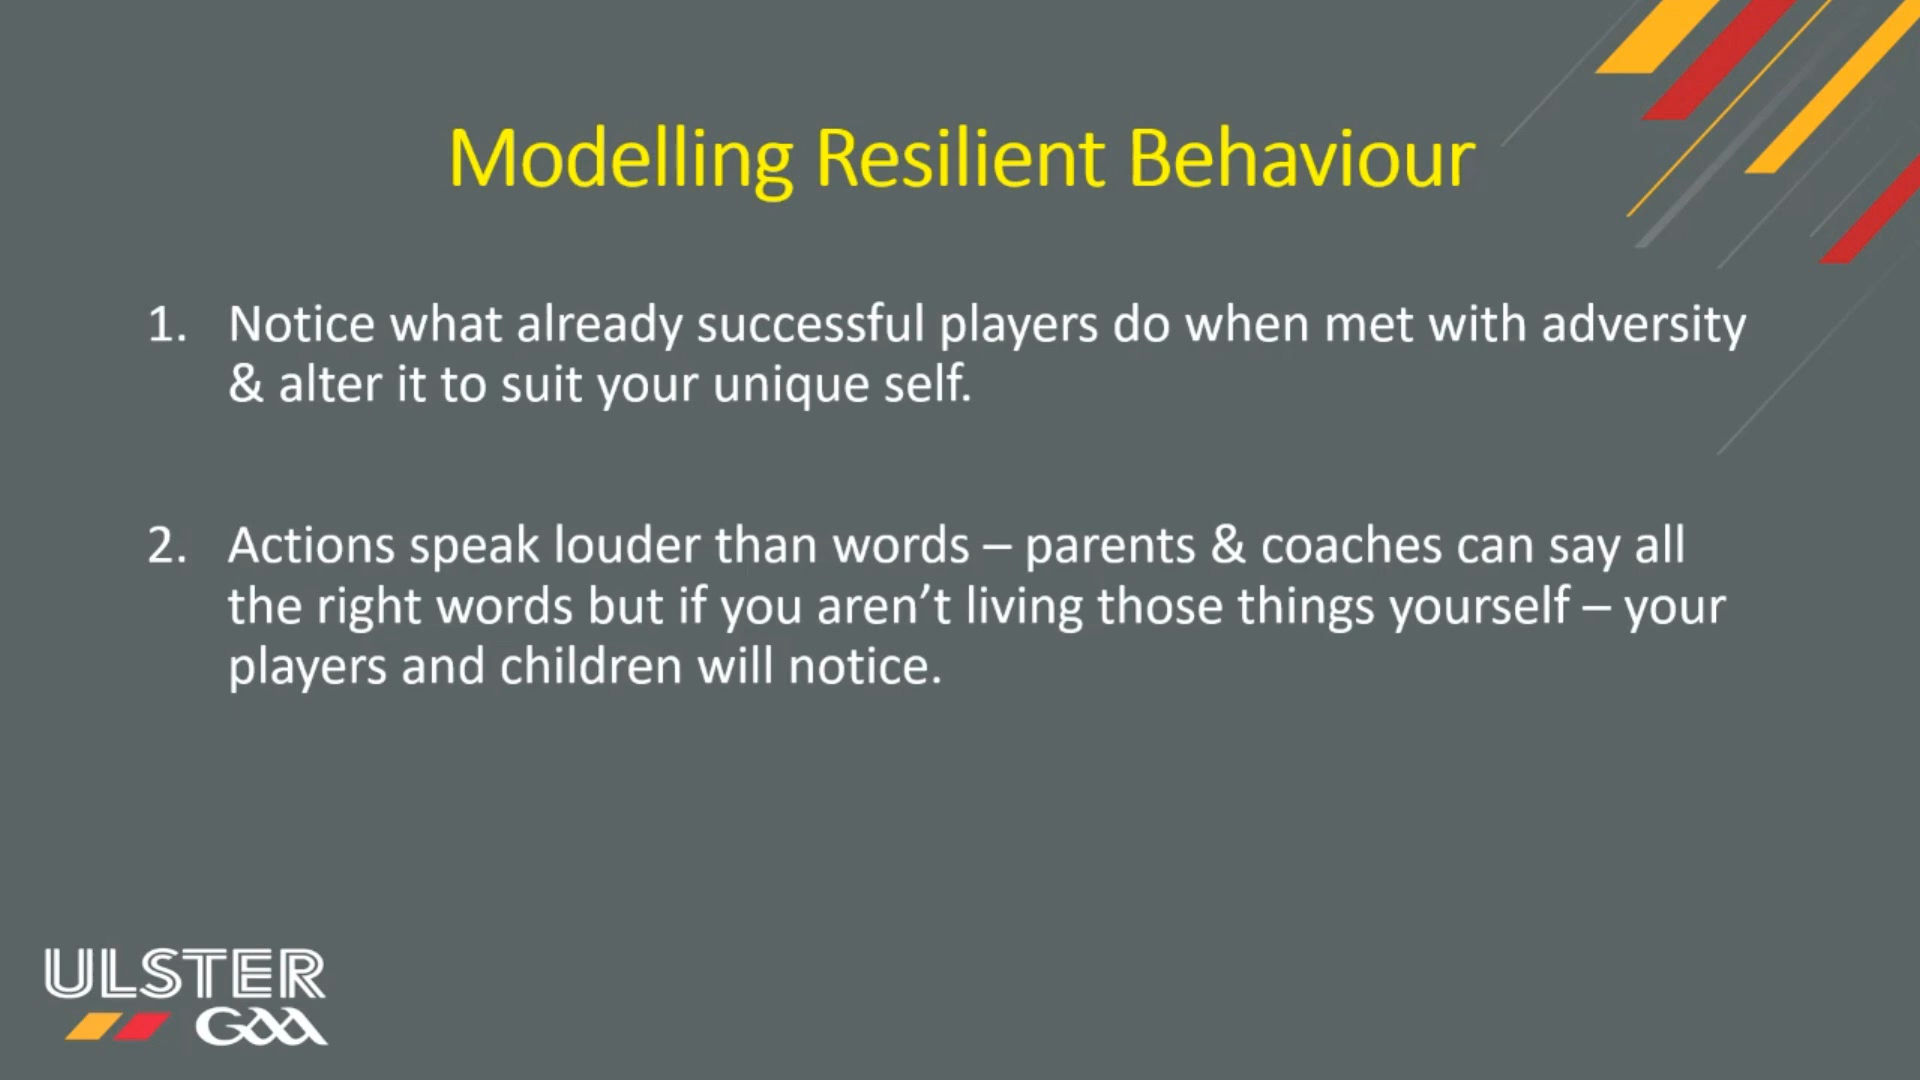 Modelling Resilient Behaviour
1. Notice what already successful players do when met with adversity
& alter it to suit your unique self.
2. Actions speak louder than words – parents & coaches can say all
the right words but if you aren’t living those things yourself – your
players and children will notice.
ULSTER
GAA